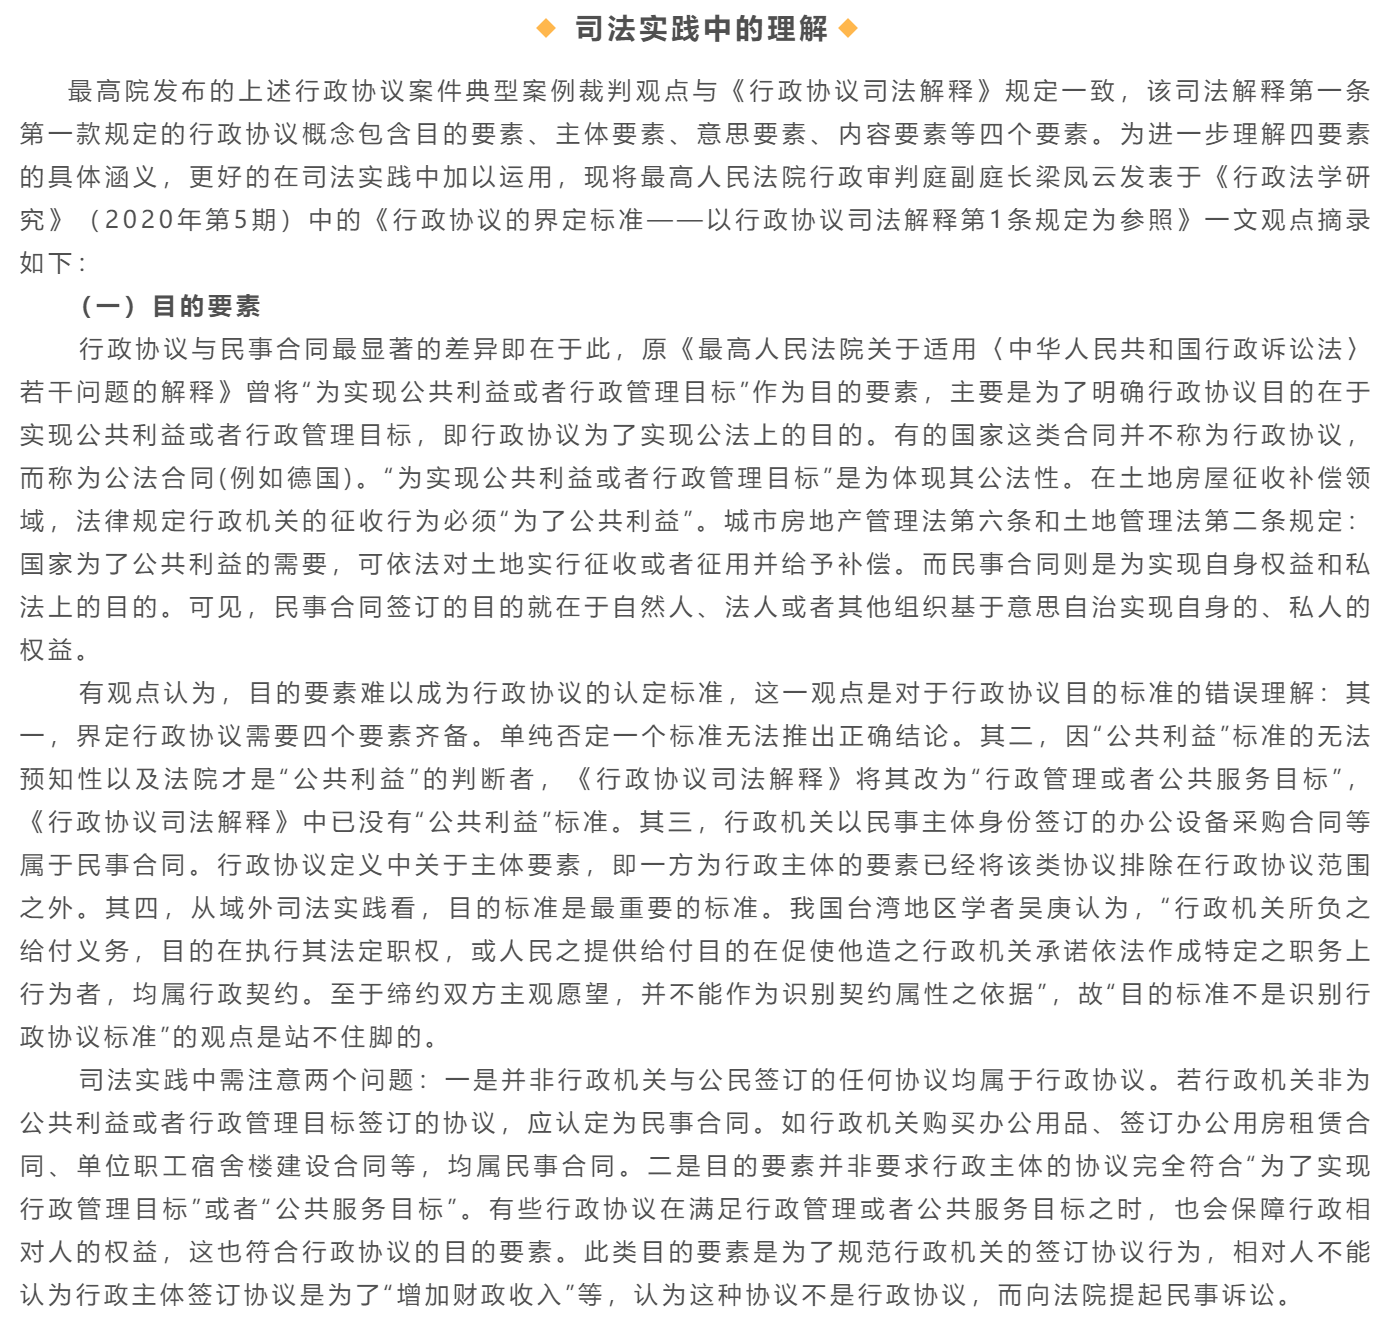 司法实践中的理解
最高院发布的上述行政协议案件典型案例裁判观点与《行政协议司法解释》规定一致，该司法解释第一条
第一款规定的行政协议概念包含目的要素、主体要素、意思要素、内容要素等四个要素。为进一步理解四要素
的具体涵义，更好的在司法实践中加以运用，现将最高人民法院行政审判庭副庭长梁凤云发表于《行政法学研
究》（2020年第5期）中的《行政协议的界定标准——以行政协议司法解释第1条规定为参照》一文观点摘录
如下：
（一）目的要素
行政协议与民事合同最显著的差异即在于此，原《最高人民法院关于适用〈中华人民共和国行政诉讼法〉
若干问题的解释》曾将“为实现公共利益或者行政管理目标”作为目的要素，主要是为了明确行政协议目的在于
实现公共利益或者行政管理目标，即行政协议为了实现公法上的目的。有的国家这类合同并不称为行政协议，
而称为公法合同(例如德国)。“为实现公共利益或者行政管理目标”是为体现其公法性。在土地房屋征收补偿领
域，法律规定行政机关的征收行为必须“为了公共利益”。城市房地产管理法第六条和土地管理法第二条规定：
国家为了公共利益的需要，可依法对土地实行征收或者征用并给予补偿。而民事合同则是为实现自身权益和私
法上的目的。可见，民事合同签订的目的就在于自然人、法人或者其他组织基于意思自治实现自身的、私人的
权益。
有观点认为，目的要素难以成为行政协议的认定标准，这一观点是对于行政协议目的标准的错误理解：其
一，界定行政协议需要四个要素齐备。单纯否定一个标准无法推出正确结论。其二，因“公共利益”标准的无法
预知性以及法院才是“公共利益”的判断者，《行政协议司法解释》将其改为“行政管理或者公共服务目标”，
《行政协议司法解释》中已没有“公共利益”标准。其三，行政机关以民事主体身份签订的办公设备采购合同等
属于民事合同。行政协议定义中关于主体要素，即一方为行政主体的要素已经将该类协议排除在行政协议范围
之外。其四，从域外司法实践看，目的标准是最重要的标准。我国台湾地区学者吴庚认为，“行政机关所负之
给付义务，目的在执行其法定职权，或人民之提供给付目的在促使他造之行政机关承诺依法作成特定之职务上
行为者，均属行政契约。至于缔约双方主观愿望，并不能作为识别契约属性之依据”，故“目的标准不是识别行
政协议标准”的观点是站不住脚的。
司法实践中需注意两个问题：一是并非行政机关与公民签订的任何协议均属于行政协议。若行政机关非为
公共利益或者行政管理目标签订的协议，应认定为民事合同。如行政机关购买办公用品、签订办公用房租赁合
同、单位职工宿舍楼建设合同等，均属民事合同。二是目的要素并非要求行政主体的协议完全符合“为了实现
行政管理目标”或者“公共服务目标”。有些行政协议在满足行政管理或者公共服务目标之时，也会保障行政相
对人的权益，这也符合行政协议的目的要素。此类目的要素是为了规范行政机关的签订协议行为，相对人不能
认为行政主体签订协议是为了“增加财政收入”等，认为这种协议不是行政协议，而向法院提起民事诉讼。